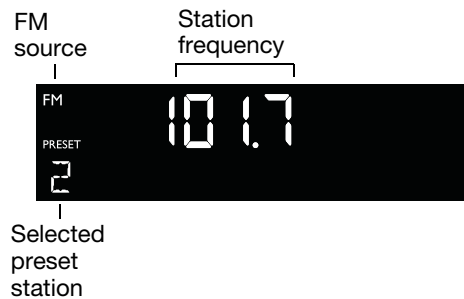 FM
source
Station
frequency
FM
101.7
PRESET
2
Selected
preset
station